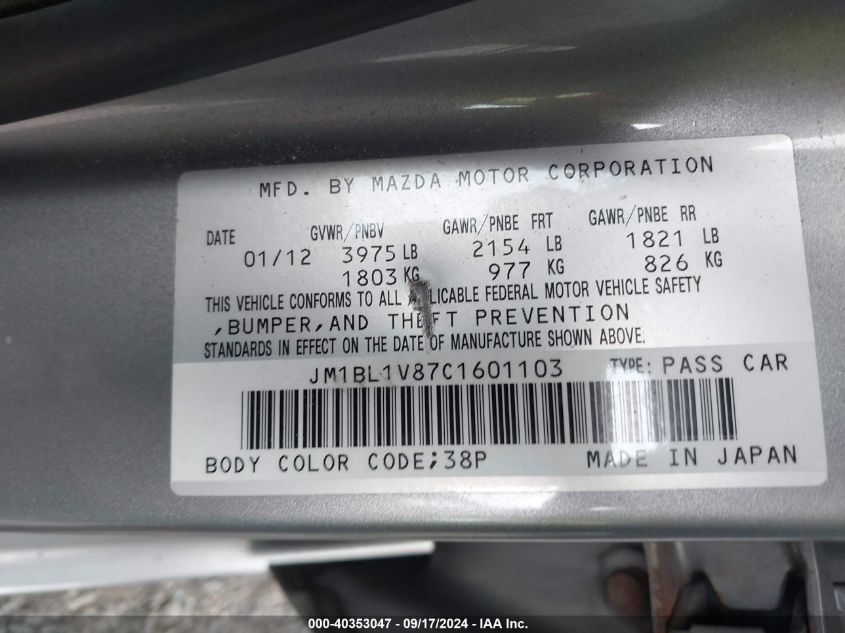 MFD. BY MAZDA MOTOR CORPORATION
DATE GVWR/PNBV GAWR/PNBE FRT GAWR/PNBE RR
01/12 3975 LB 2154 LB 1821 LB
1803 KG 977 KG 826 KG
THIS VEHICLE CONFORMS TO ALL APPLICABLE FEDERAL MOTOR VEHICLE SAFETY
,BUMPER,AND THEFT PREVENTION
STANDARDS IN EFFECT ON THE DATE OF MANUFACTURE SHOWN ABOVE.
JM1BL1V87C1601103 TYPE: PASS CAR
BODY COLOR CODE;38P MADE IN JAPAN
000-40353047 - 09/17/2024 - IAA Inc.